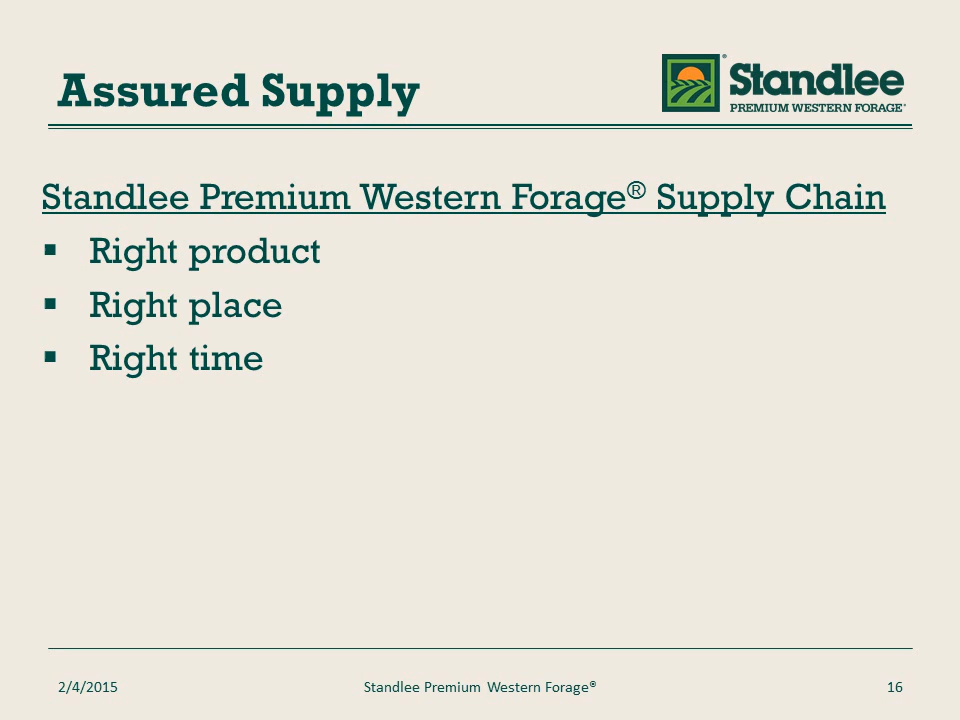 Assured Supply
® Standlee
PREMIUM WESTERN FORAGE®
Standlee Premium Western Forage® Supply Chain
▪ Right product
▪ Right place
▪ Right time
2/4/2015 Standlee Premium Western Forage® 16